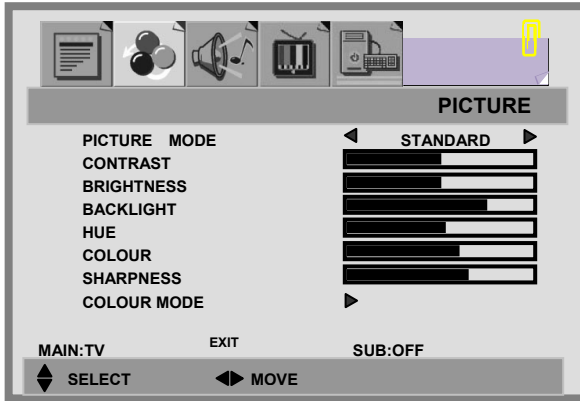 PICTURE
PICTURE MODE STANDARD
CONTRAST
BRIGHTNESS
BACKLIGHT
HUE
COLOUR
SHARPNESS
COLOUR MODE
MAIN:TV EXIT SUB:OFF
SELECT MOVE